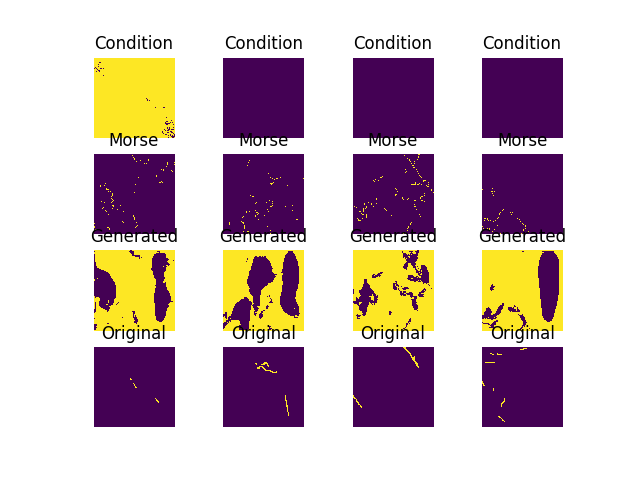 Condition Condition Condition Condition
Morse Morse Morse Morse
Generated Generated Generated Generated
Original Original Original Original